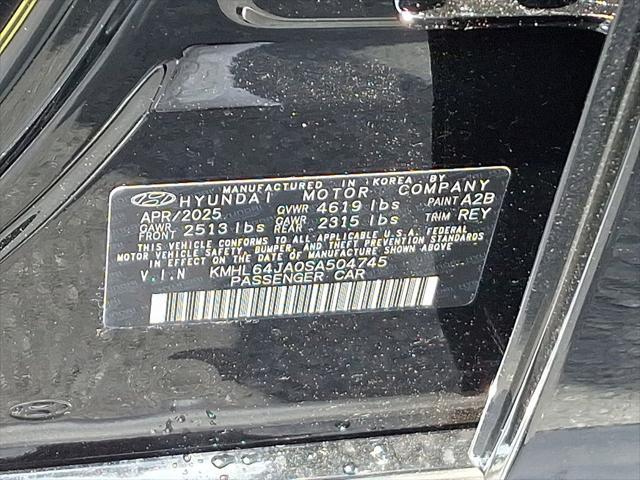 MANUFACTURED IN KOREA BY
HYUNDAI MOTOR COMPANY
APR/2025 GVWR 4619 lbs PAINT A2B
GAWR FRONT 2513 lbs GAWR REAR 2315 lbs TRIM REY
THIS VEHICLE CONFORMS TO ALL APPLICABLE U.S.A. FEDERAL
MOTOR VEHICLE SAFETY, BUMPER, AND THEFT PREVENTION STANDARDS
IN EFFECT ON THE DATE OF MANUFACTURE SHOWN ABOVE
V.I.N KMHL64JA0SA504745
PASSENGER CAR